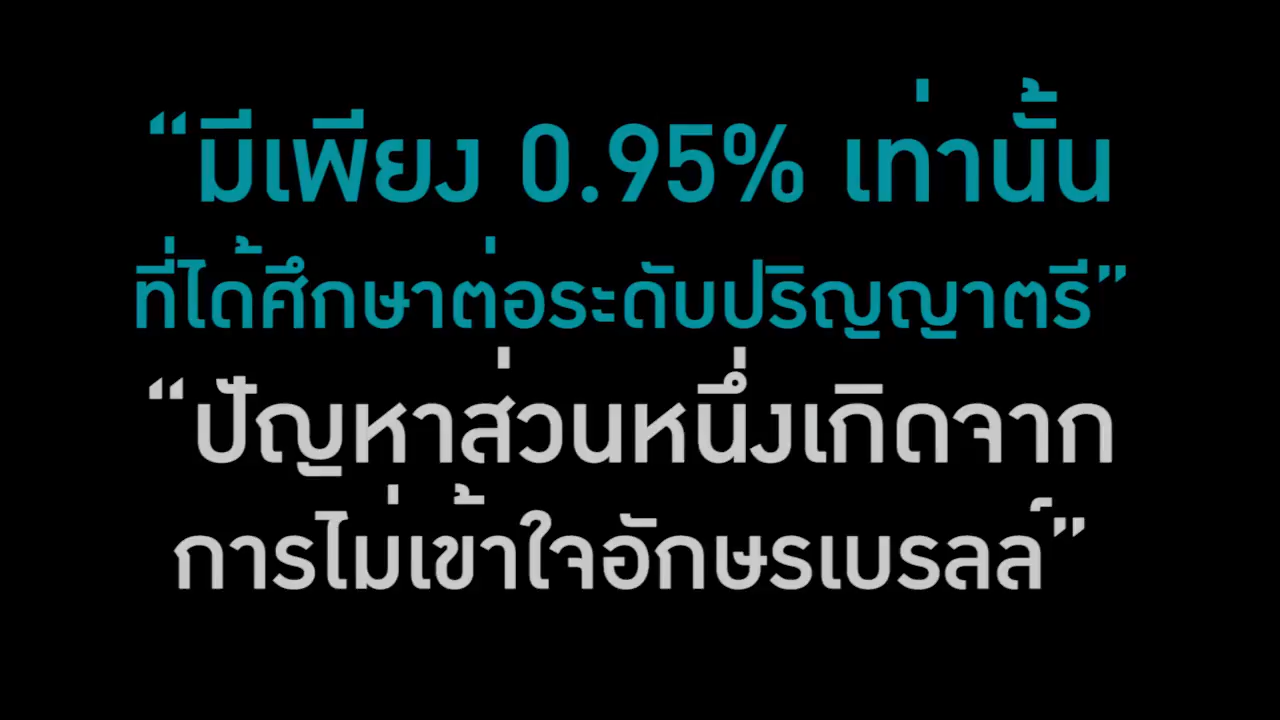 “มีเพียง 0.95% เท่านั้น
ที่ได้ศึกษาต่อระดับปริญญาตรี”
“ปัญหาส่วนหนึ่งเกิดจาก
การไม่เข้าใจอักษรเบรลล์”